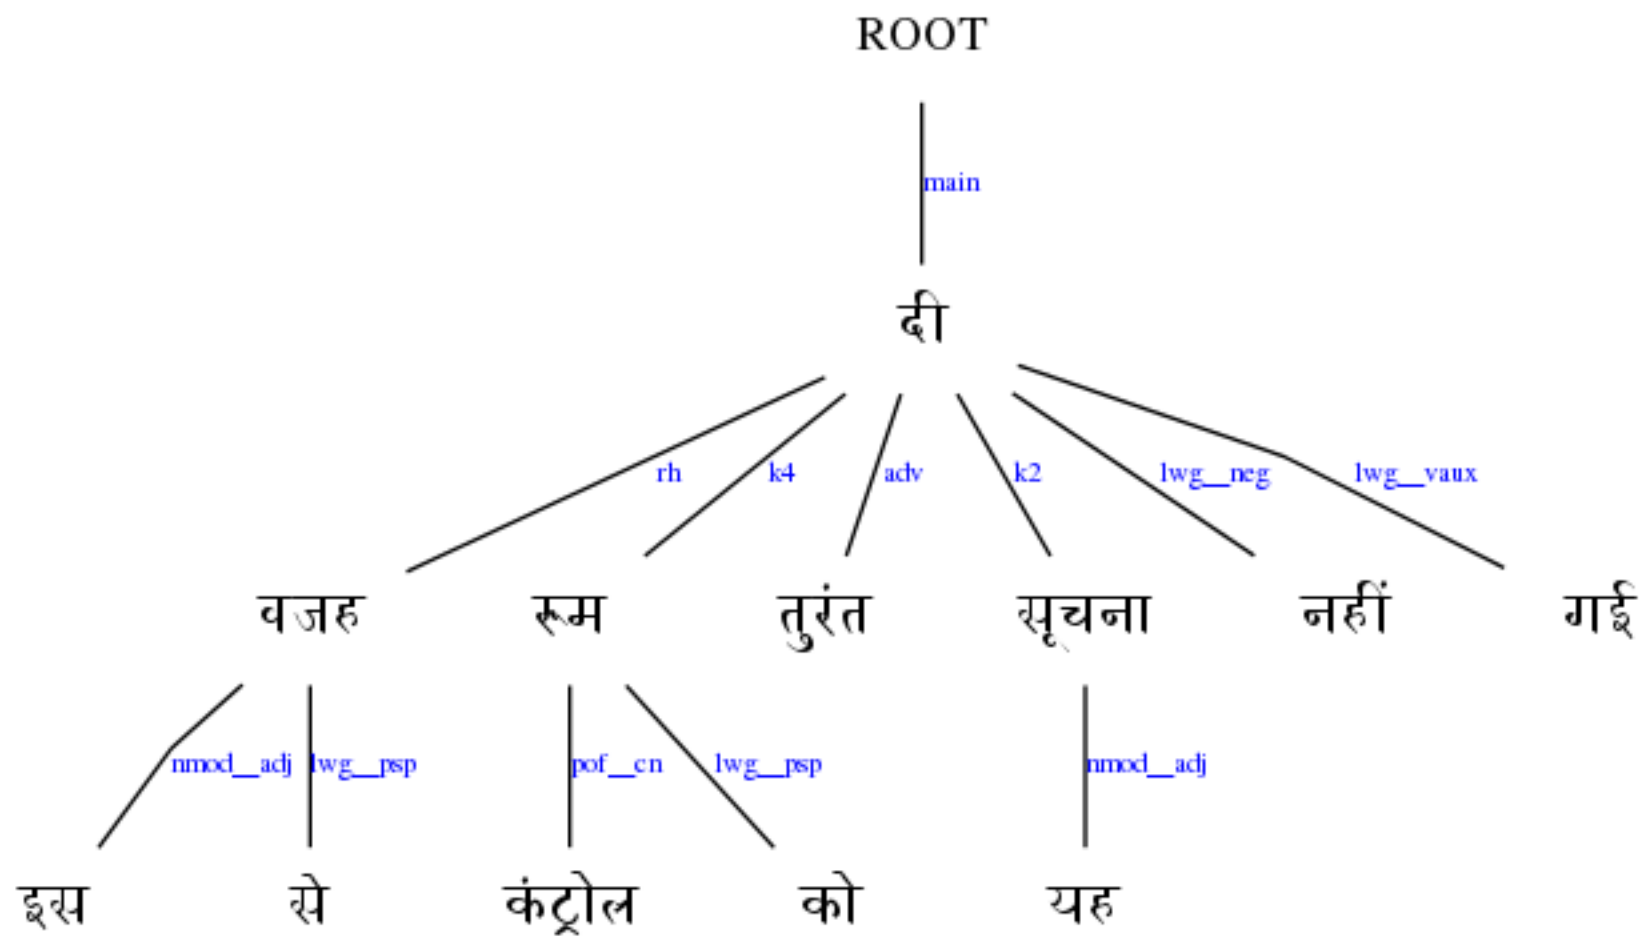 ROOT
main
दी
rh k4 adv k2 lwg__neg lwg__vaux
वजह रूम तुरंत सूचना नहीं गई
nmod__adj lwg__psp pof__cn lwg__psp nmod__adj
इस से कंट्रोल को यह